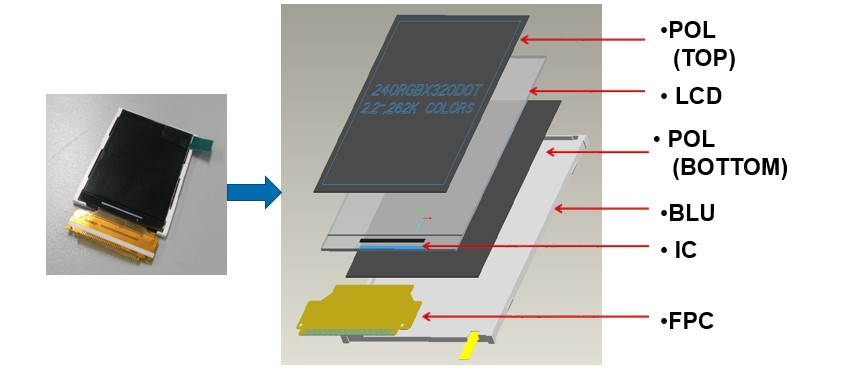 •POL
(TOP)
• LCD
• POL
(BOTTOM)
•BLU
• IC
•FPC
240RGBX320DOT
2.2",262K COLORS